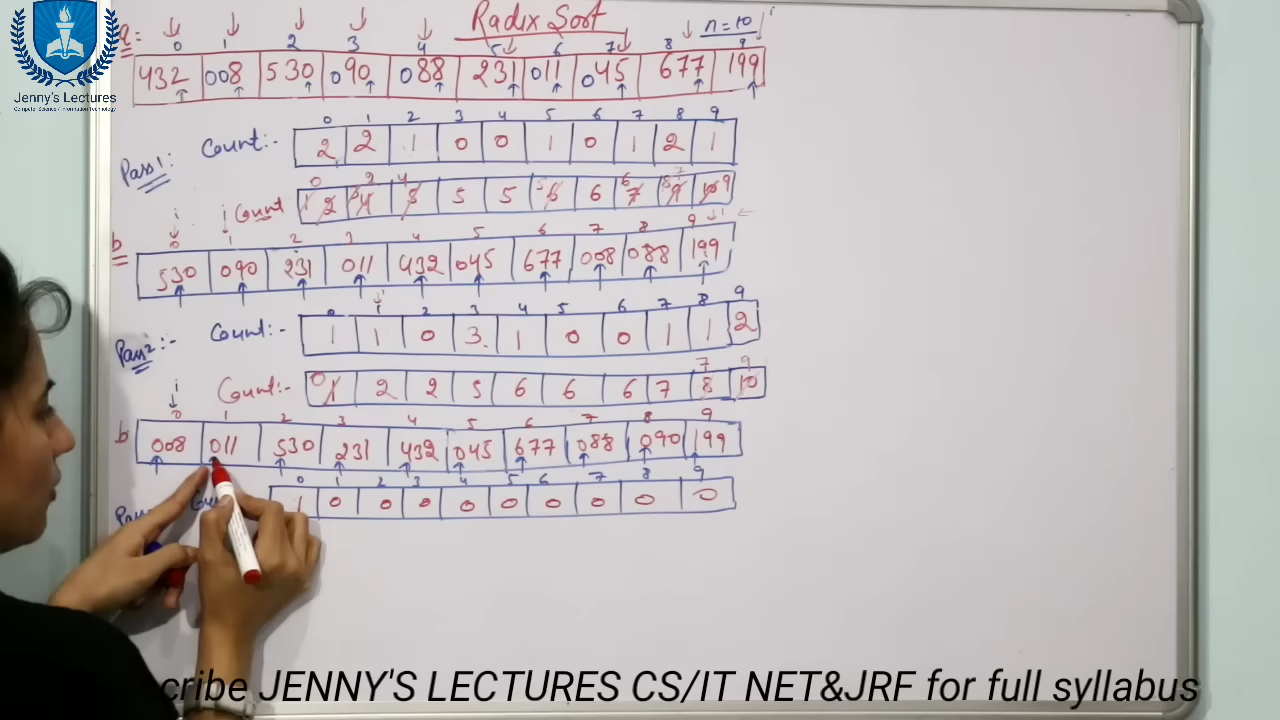 Radix Sort
n=10
i
a:
0 1 2 3 4 5 6 7 8 9
432 008 530 090 088 231 011 045 677 199
Jenny's Lectures
Computer Science / Information Technology
0 1 2 3 4 5 6 7 8 9
Pass1: Count:- 2 2 1 0 0 1 0 1 2 1
Count
i i
b
0 1 2 3 4 5 6 7 8 9
530 090 231 011 432 045 677 008 088 199
0 1 2 3 4 5 6 7 8 9
Pass2:- Count:- 1 1 0 3 1 0 0 1 1 2
7 9
Count:- 0 1 2 2 5 6 6 6 7 8 10
i
0 1 2 3 4 5 6 7 8 9
b 008 011 530 231 432 045 677 088 090 199
0 1 2 3 4 5 6 7 8 9
1 0 0 0 0 0 0 0 0 0
cribe JENNY'S LECTURES CS/IT NET&JRF for full syllabus